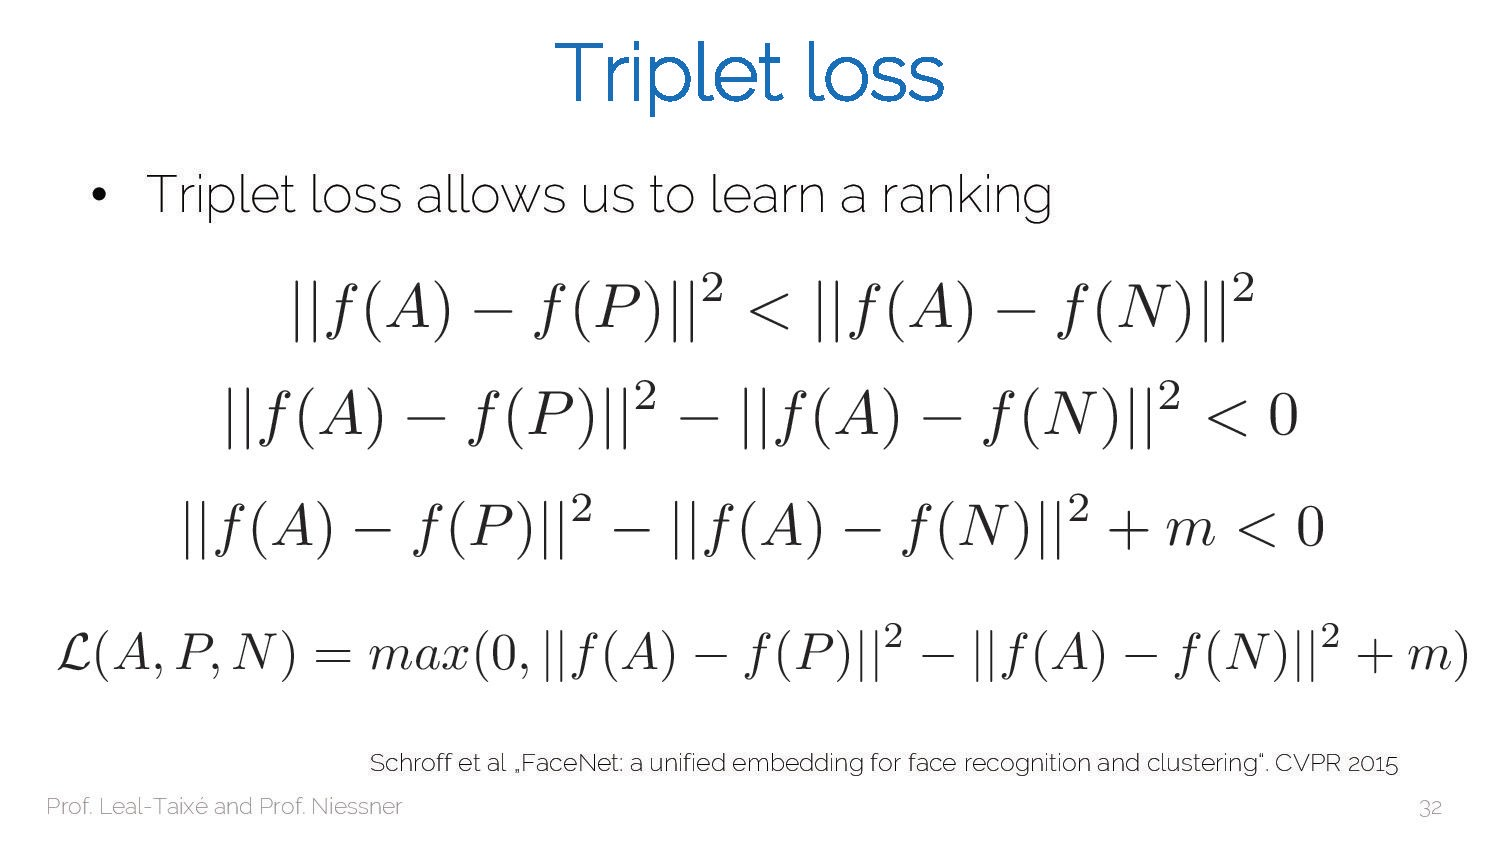 Triplet loss
• Triplet loss allows us to learn a ranking
||f(A) − f(P)||² < ||f(A) − f(N)||²
||f(A) − f(P)||² − ||f(A) − f(N)||² < 0
||f(A) − f(P)||² − ||f(A) − f(N)||² + m < 0
ℒ(A, P, N) = max(0, ||f(A) − f(P)||² − ||f(A) − f(N)||² + m)
Schroff et al „FaceNet: a unified embedding for face recognition and clustering“. CVPR 2015
Prof. Leal-Taixé and Prof. Niessner
32